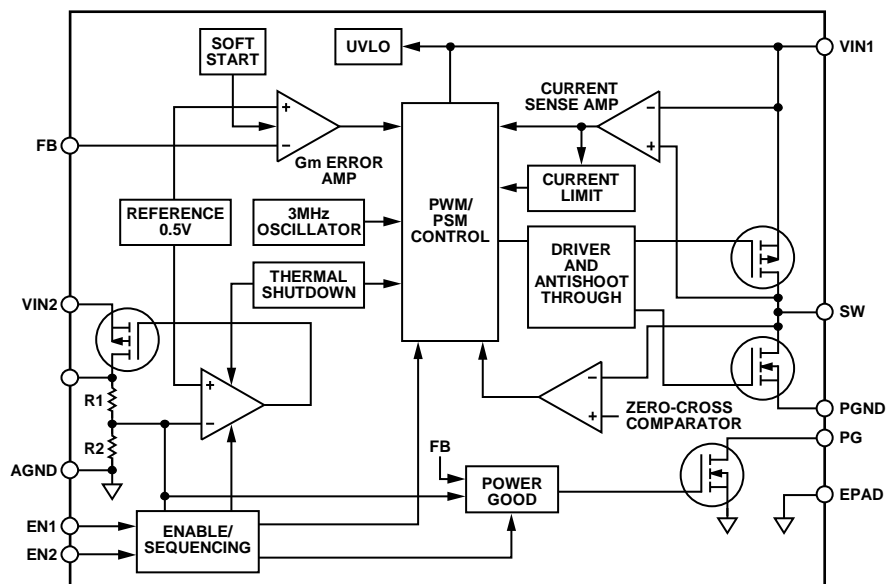 SOFT
START
UVLO
VIN1
CURRENT
SENSE AMP
+
−
−
+
FB
Gm ERROR
AMP
CURRENT
LIMIT
REFERENCE
0.5V
3MHz
OSCILLATOR
PWM/
PSM
CONTROL
DRIVER
AND
ANTISHOOT
THROUGH
THERMAL
SHUTDOWN
VIN2
SW
R1
+
−
−
+
ZERO-CROSS
COMPARATOR
PGND
R2
PG
FB
AGND
POWER
GOOD
EPAD
EN1
EN2
ENABLE/
SEQUENCING